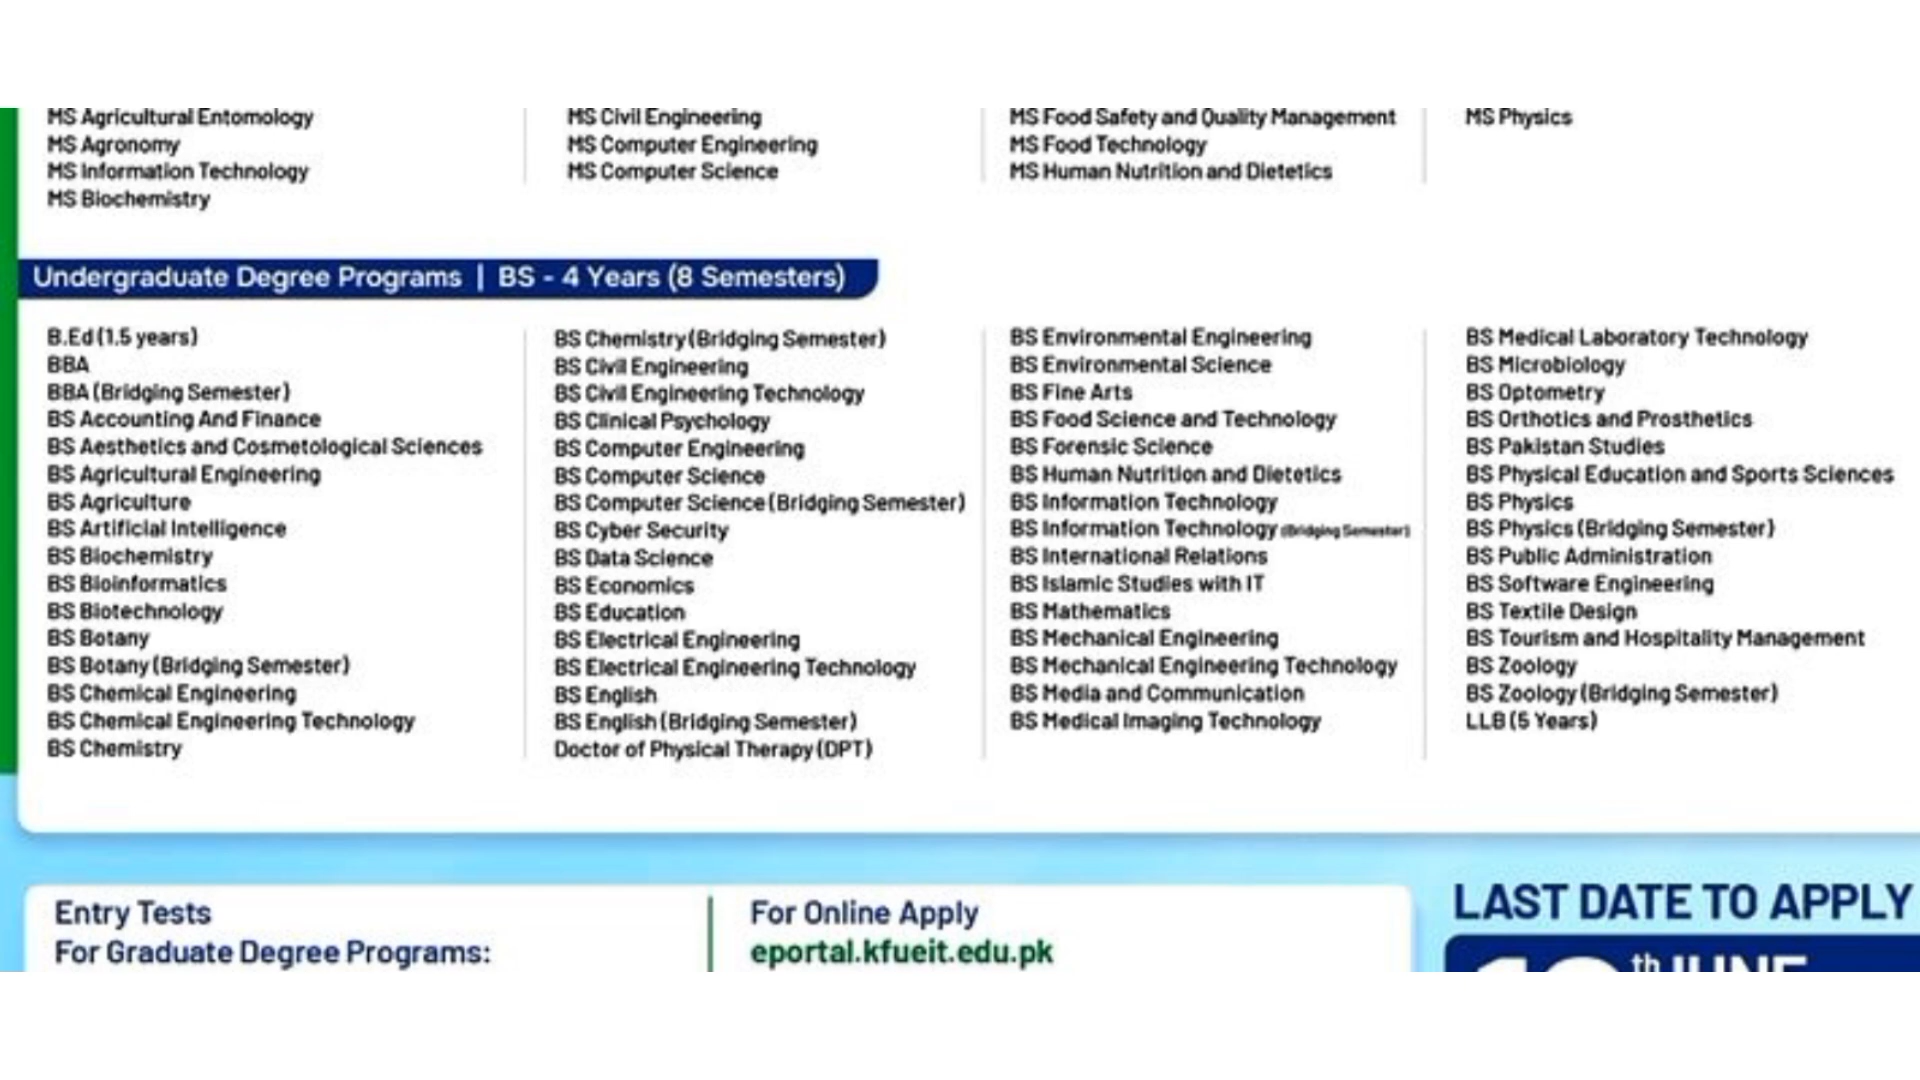 MS Agricultural Entomology
MS Agronomy
MS Information Technology
MS Biochemistry
MS Civil Engineering
MS Computer Engineering
MS Computer Science
MS Food Safety and Quality Management
MS Food Technology
MS Human Nutrition and Dietetics
MS Physics
Undergraduate Degree Programs | BS - 4 Years (8 Semesters)
B.Ed (1.5 years)
BBA
BBA (Bridging Semester)
BS Accounting And Finance
BS Aesthetics and Cosmetological Sciences
BS Agricultural Engineering
BS Agriculture
BS Artificial Intelligence
BS Biochemistry
BS Bioinformatics
BS Biotechnology
BS Botany
BS Botany (Bridging Semester)
BS Chemical Engineering
BS Chemical Engineering Technology
BS Chemistry
BS Chemistry (Bridging Semester)
BS Civil Engineering
BS Civil Engineering Technology
BS Clinical Psychology
BS Computer Engineering
BS Computer Science
BS Computer Science (Bridging Semester)
BS Cyber Security
BS Data Science
BS Economics
BS Education
BS Electrical Engineering
BS Electrical Engineering Technology
BS English
BS English (Bridging Semester)
Doctor of Physical Therapy (DPT)
BS Environmental Engineering
BS Environmental Science
BS Fine Arts
BS Food Science and Technology
BS Forensic Science
BS Human Nutrition and Dietetics
BS Information Technology
BS Information Technology (Bridging Semester)
BS International Relations
BS Islamic Studies with IT
BS Mathematics
BS Mechanical Engineering
BS Mechanical Engineering Technology
BS Media and Communication
BS Medical Imaging Technology
BS Medical Laboratory Technology
BS Microbiology
BS Optometry
BS Orthotics and Prosthetics
BS Pakistan Studies
BS Physical Education and Sports Sciences
BS Physics
BS Physics (Bridging Semester)
BS Public Administration
BS Software Engineering
BS Textile Design
BS Tourism and Hospitality Management
BS Zoology
BS Zoology (Bridging Semester)
LLB (5 Years)
Entry Tests
For Graduate Degree Programs:
For Online Apply
eportal.kfueit.edu.pk
LAST DATE TO APPLY
th JUNE